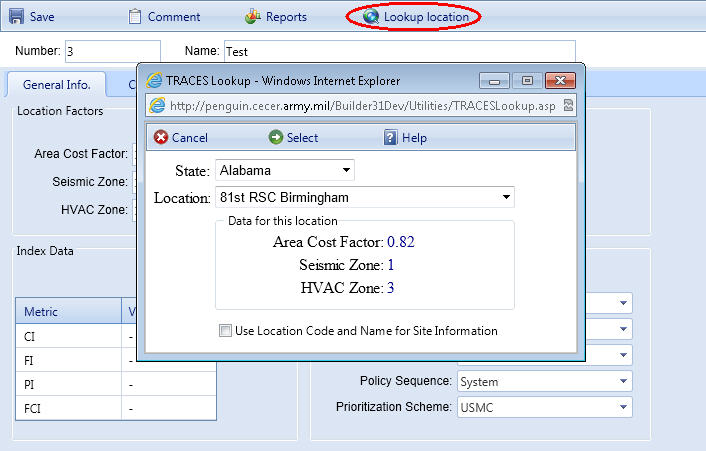 Save Comment Reports Lookup location
Number: 3 Name: Test
General Info. C
Location Factors
Area Cost Factor:
Seismic Zone:
HVAC Zone:
Index Data
Metric V
CI -
FI -
PI -
FCI -
Policy Sequence: System
Prioritization Scheme: USMC
TRACES Lookup - Windows Internet Explorer
http://penguin.cecer.army.mil/Builder31Dev/Utilities/TRACESLookup.asp
Cancel Select Help
State: Alabama
Location: 81st RSC Birmingham
Data for this location
Area Cost Factor: 0.82
Seismic Zone: 1
HVAC Zone: 3
Use Location Code and Name for Site Information